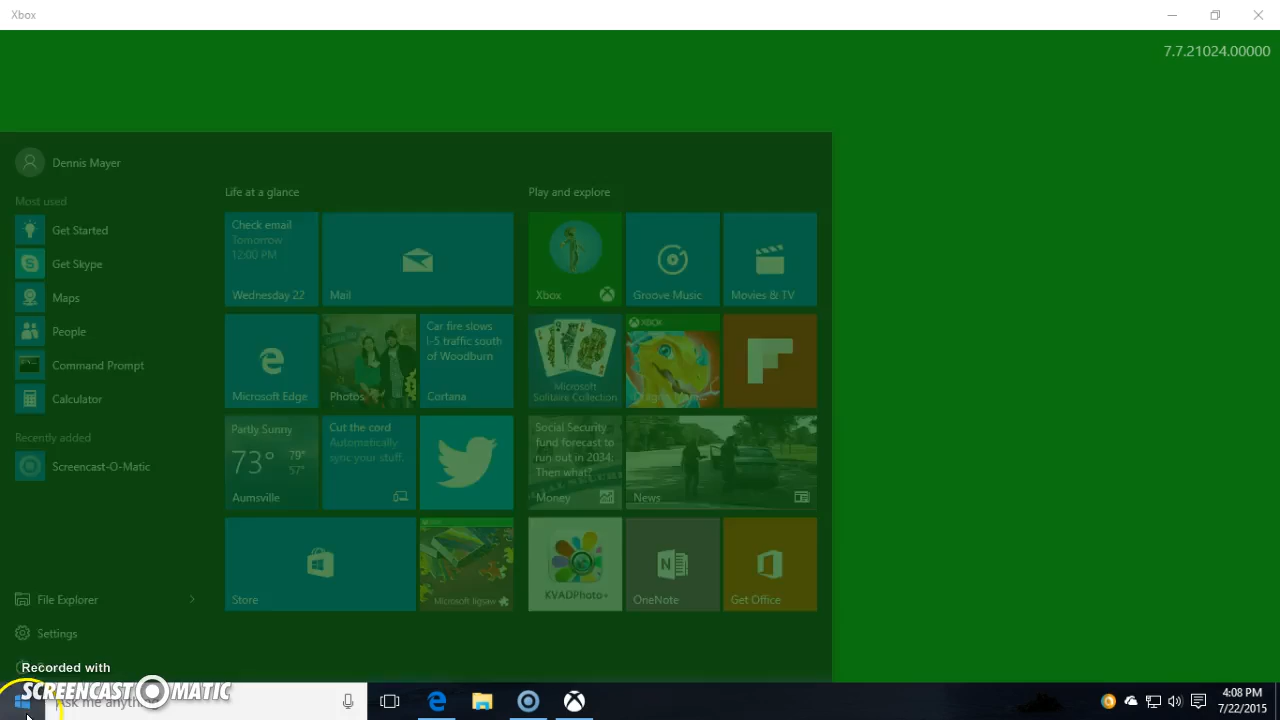 Xbox
7.7.21024.00000
Dennis Mayer
Most used
Get Started
Get Skype
Maps
People
Command Prompt
Calculator
Recently added
Screencast-O-Matic
File Explorer
Settings
Life at a glance
Check email
Tomorrow
12:00 PM
Wednesday 22
Mail
Microsoft Edge
Photos
Car fire slows
I-5 traffic south
of Woodburn
Cortana
Partly Sunny
73° 79°
57°
Aumsville
Cut the cord
Automatically
sync your stuff.
Store
Microsoft Jigsaw
Play and explore
Xbox
Groove Music
Movies & TV
Microsoft
Solitaire Collection
XBOX
Social Security
fund forecast to
run out in 2034:
Then what?
Money
News
KVADPhoto+
OneNote
Get Office
Recorded with
SCREENCAST-O-MATIC
Ask me anything
4:08 PM
7/22/2015